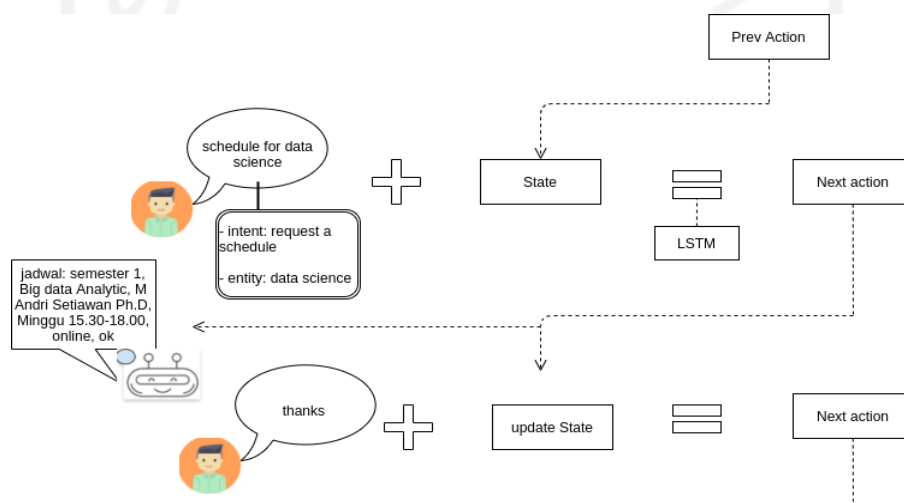 Prev Action
schedule for data
science
State
Next action
- intent: request a
schedule
- entity: data science
LSTM
jadwal: semester 1,
Big data Analytic, M
Andri Setiawan Ph.D,
Minggu 15.30-18.00,
online, ok
thanks
update State
Next action